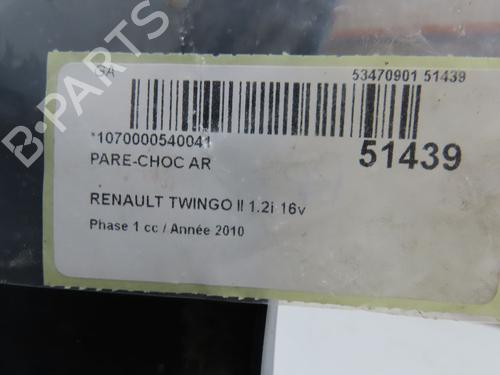 GA
53470901 51439
*1070000540041
51439
PARE-CHOC AR
RENAULT TWINGO II 1.2i 16v
Phase 1 cc / Année 2010
B-PARTS